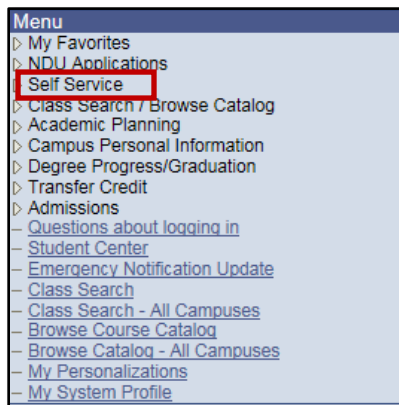 Menu
My Favorites
NDU Applications
Self Service
Class Search / Browse Catalog
Academic Planning
Campus Personal Information
Degree Progress/Graduation
Transfer Credit
Admissions
Questions about logging in
Student Center
Emergency Notification Update
Class Search
Class Search - All Campuses
Browse Course Catalog
Browse Catalog - All Campuses
My Personalizations
My System Profile